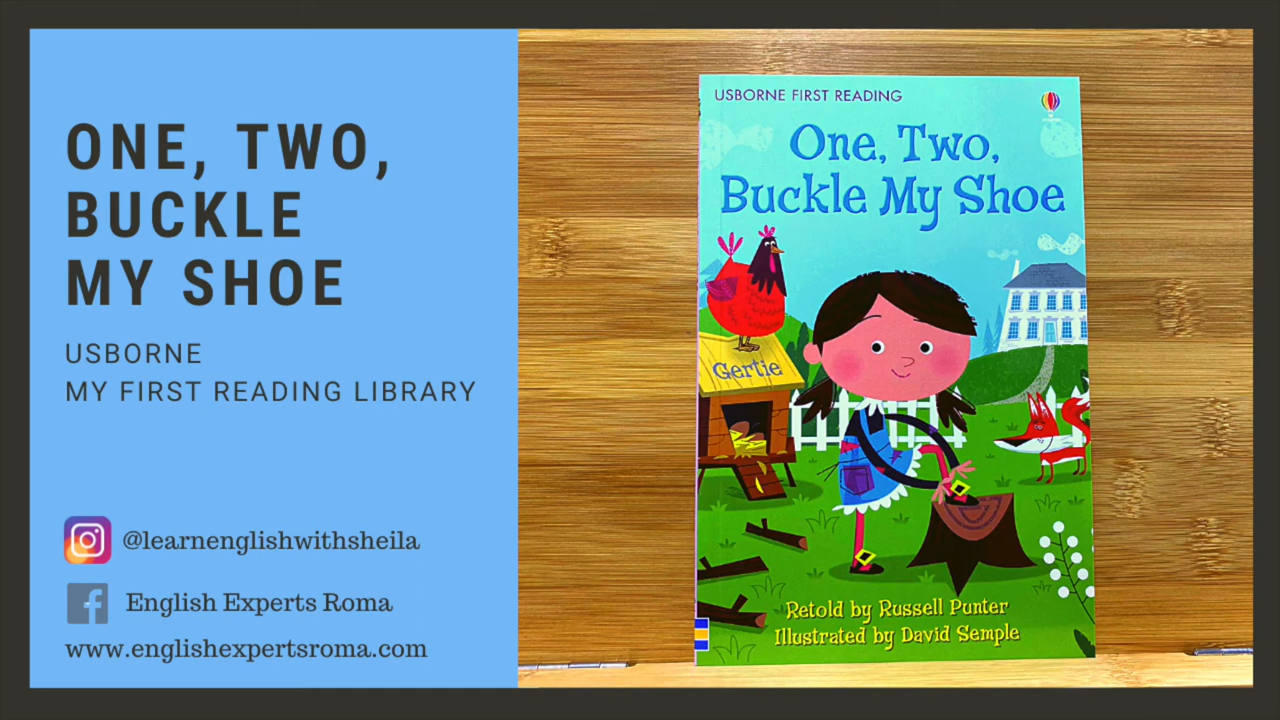 ONE, TWO,
BUCKLE
MY SHOE
USBORNE
MY FIRST READING LIBRARY
@learnenglishwithsheila
English Experts Roma
www.englishexpertsroma.com
USBORNE FIRST READING
One, Two,
Buckle My Shoe
Gertie
Retold by Russell Punter
Illustrated by David Semple